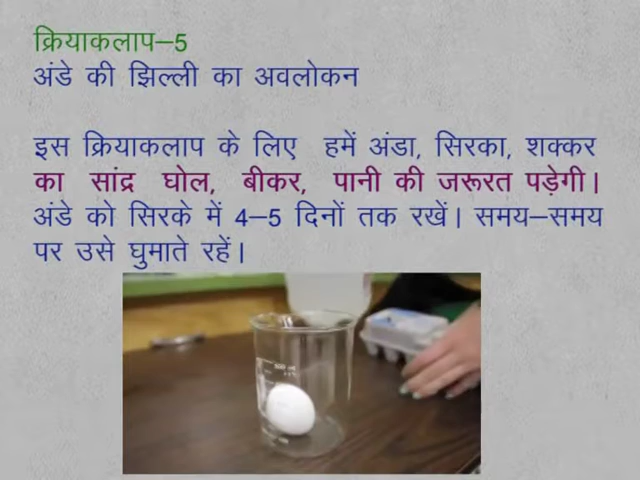 क्रियाकलाप–5
अंडे की झिल्ली का अवलोकन
इस क्रियाकलाप के लिए हमें अंडा, सिरका, शक्कर
का सांद्र घोल, बीकर, पानी की जरूरत पड़ेगी।
अंडे को सिरके में 4–5 दिनों तक रखें। समय–समय
पर उसे घुमाते रहें।